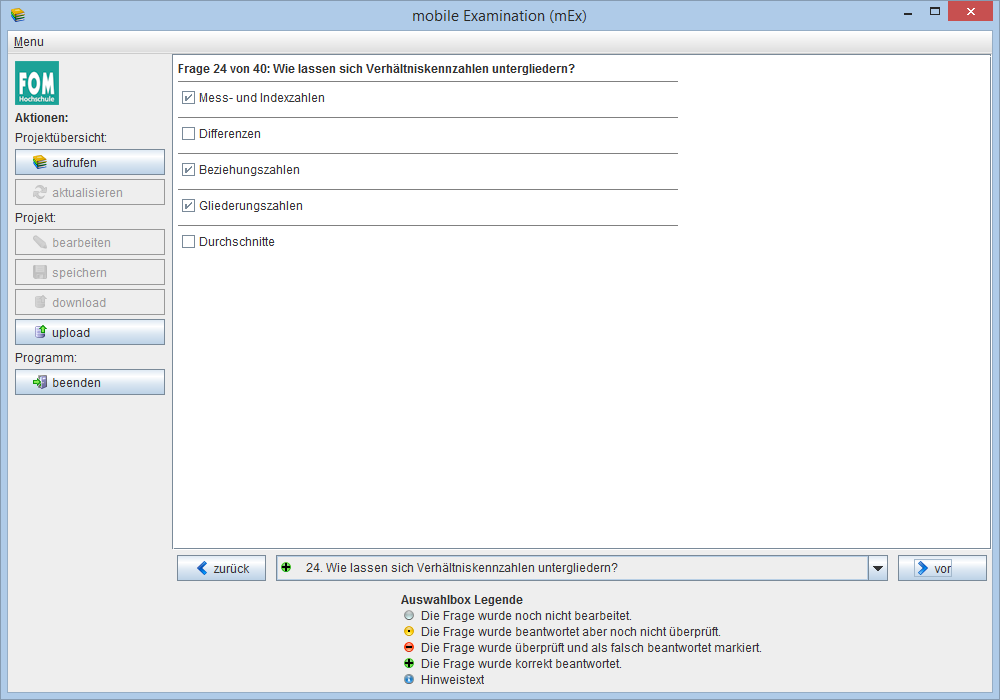 mobile Examination (mEx)
Menu
FOM
Hochschule
Aktionen:
Projektübersicht:
aufrufen
aktualisieren
Projekt:
bearbeiten
speichern
download
upload
Programm:
beenden
Frage 24 von 40: Wie lassen sich Verhältniskennzahlen untergliedern?
Mess- und Indexzahlen
Differenzen
Beziehungszahlen
Gliederungszahlen
Durchschnitte
zurück
24. Wie lassen sich Verhältniskennzahlen untergliedern?
vor
Auswahlbox Legende
Die Frage wurde noch nicht bearbeitet.
Die Frage wurde beantwortet aber noch nicht überprüft.
Die Frage wurde überprüft und als falsch beantwortet markiert.
Die Frage wurde korrekt beantwortet.
Hinweistext